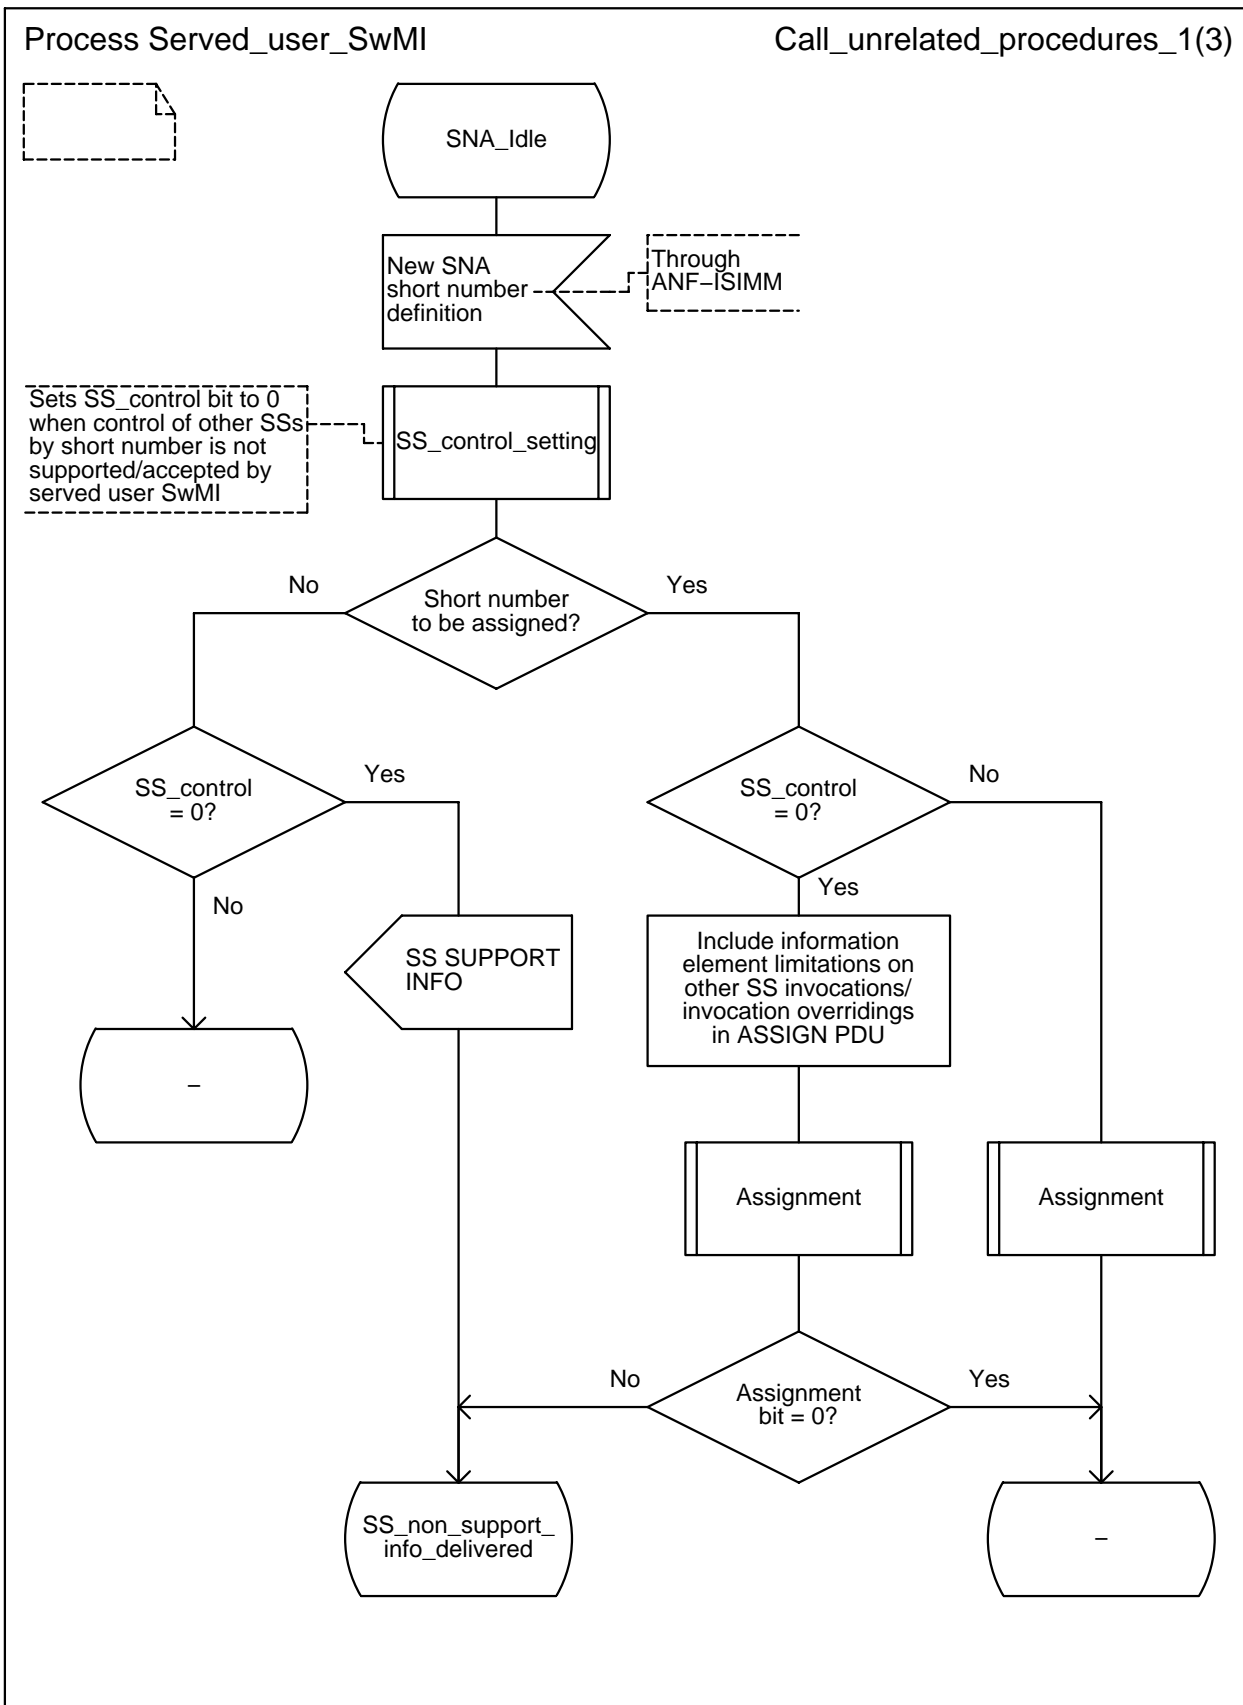 Process Served_user_SwMI
Call_unrelated_procedures_1(3)
SNA_Idle
New SNA
short number
definition
Through
ANF−ISIMM
Sets SS_control bit to 0
when control of other SSs
by short number is not
supported/accepted by
served user SwMI
SS_control_setting
No
Short number
to be assigned?
Yes
SS_control
= 0?
Yes
No
SS_control
= 0?
No
Yes
SS SUPPORT
INFO
Include information
element limitations on
other SS invocations/
invocation overridings
in ASSIGN PDU
−
Assignment
Assignment
No
Assignment
bit = 0?
Yes
SS_non_support_
info_delivered
−